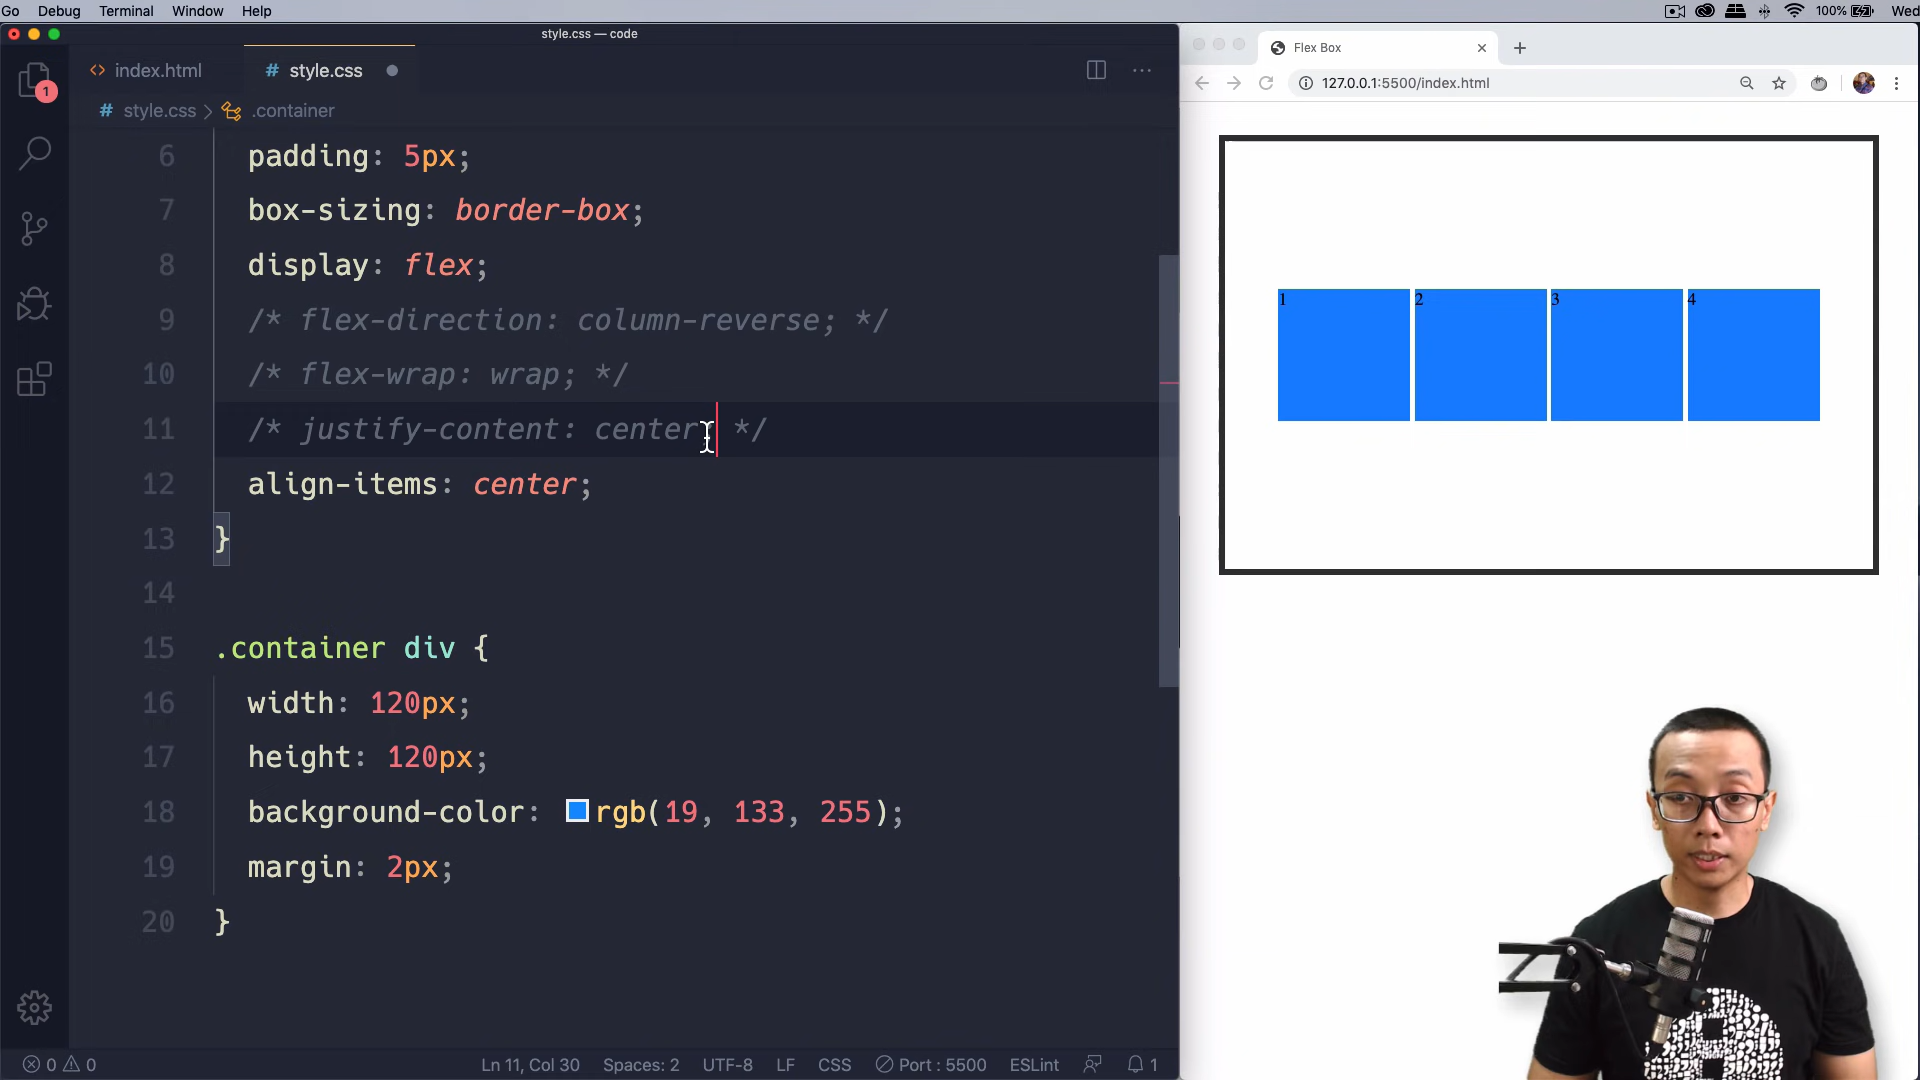 Go Debug Terminal Window Help 100% Wed
style.css — code
index.html
# style.css
Flex Box
127.0.0.1:5500/index.html
1
# style.css > .container
6 padding: 5px;
7 box-sizing: border-box;
8 display: flex;
9 /* flex-direction: column-reverse; */
10 /* flex-wrap: wrap; */
11 /* justify-content: center; */
12 align-items: center;
13 }
14
15 .container div {
16 width: 120px;
17 height: 120px;
18 background-color: rgb(19, 133, 255);
19 margin: 2px;
20 }
1 2 3 4
0 0 Ln 11, Col 30 Spaces: 2 UTF-8 LF CSS Port : 5500 ESLint 1